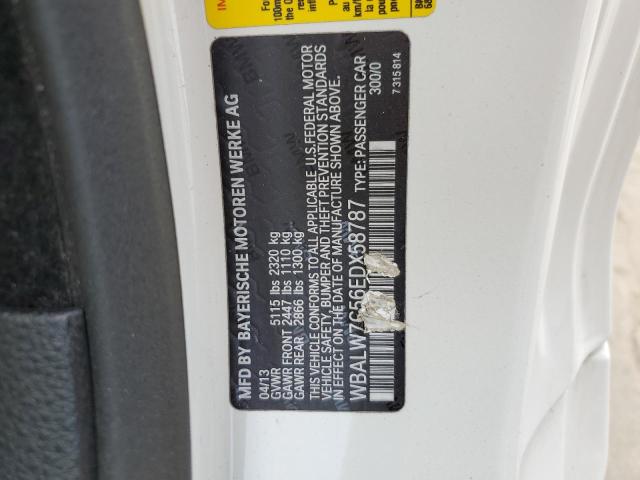 MFD BY BAYERISCHE MOTOREN WERKE AG
04/13
GVWR 5115 lbs 2320 kg
GAWR FRONT 2447 lbs 1110 kg
GAWR REAR 2866 lbs 1300 kg
THIS VEHICLE CONFORMS TO ALL APPLICABLE U.S. FEDERAL MOTOR
VEHICLE SAFETY, BUMPER AND THEFT PREVENTION STANDARDS
IN EFFECT ON THE DATE OF MANUFACTURE SHOWN ABOVE.
WBALW7C56EDX58787 TYPE: PASSENGER CAR
300/0
7 315 814